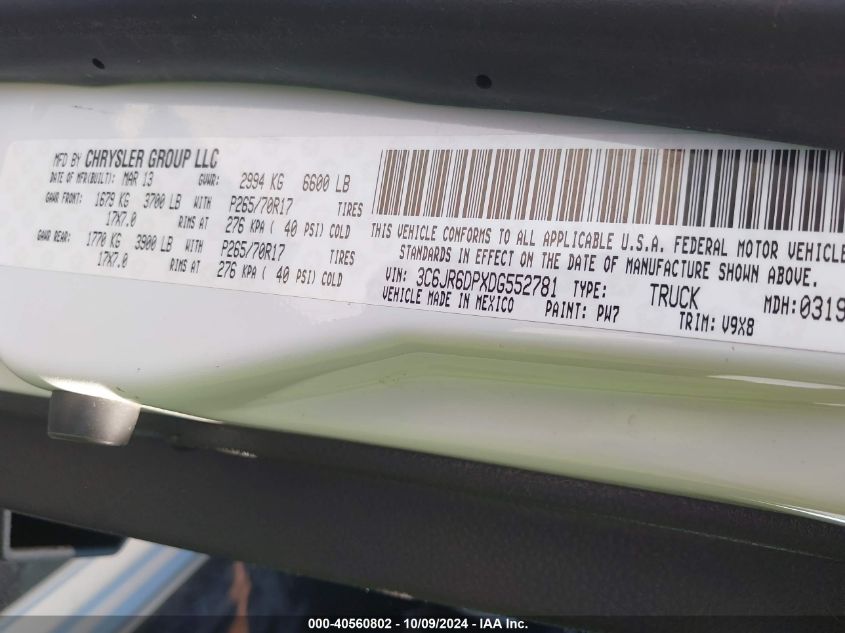 MFD BY CHRYSLER GROUP LLC
DATE OF MFR(BUILT): MAR 13 GVWR: 2994 KG 6600 LB
GAWR FRONT: 1679 KG 3700 LB WITH P265/70R17 TIRES
17X7.0 RIMS AT 276 KPA ( 40 PSI) COLD
GAWR REAR: 1770 KG 3900 LB WITH P265/70R17 TIRES
17X7.0 RIMS AT 276 KPA ( 40 PSI) COLD
THIS VEHICLE CONFORMS TO ALL APPLICABLE U.S.A. FEDERAL MOTOR VEHICLE
STANDARDS IN EFFECT ON THE DATE OF MANUFACTURE SHOWN ABOVE.
VIN: 3C6JR6DPXDG552781 TYPE: TRUCK MDH:0319
VEHICLE MADE IN MEXICO PAINT: PW7 TRIM: V9X8
000-40560802 - 10/09/2024 - IAA Inc.